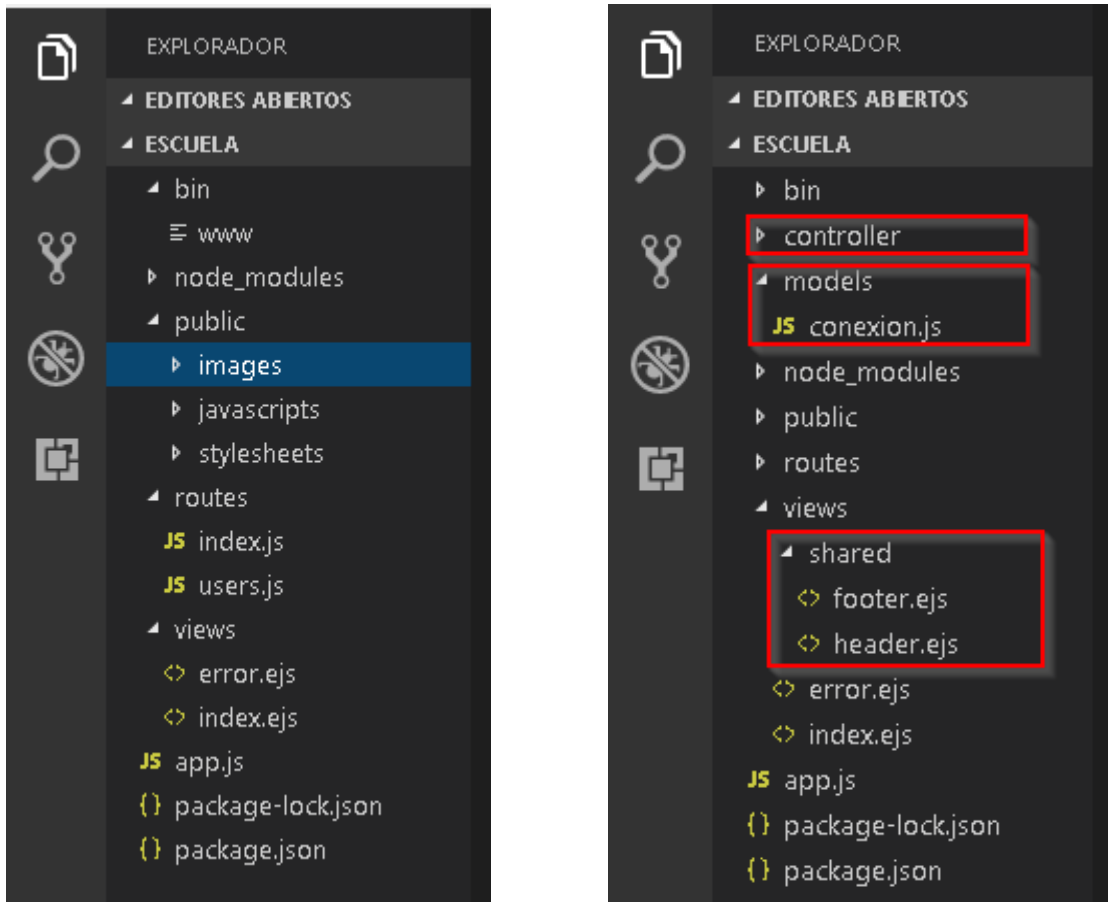 EXPLORADOR
EDITORES ABIERTOS
ESCUELA
bin
www
node_modules
public
images
javascripts
stylesheets
routes
JS index.js
JS users.js
views
<> error.ejs
<> index.ejs
JS app.js
{} package-lock.json
{} package.json
EXPLORADOR
EDITORES ABIERTOS
ESCUELA
bin
controller
models
JS conexion.js
node_modules
public
routes
views
shared
<> footer.ejs
<> header.ejs
<> error.ejs
<> index.ejs
JS app.js
{} package-lock.json
{} package.json